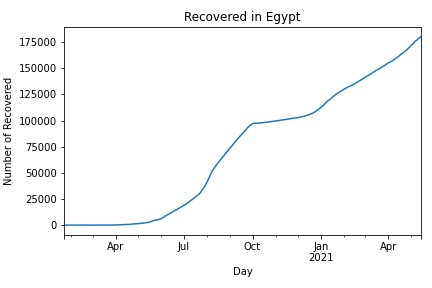 Recovered in Egypt
Number of Recovered
175000
150000
125000
100000
75000
50000
25000
0
Apr Jul Oct Jan Apr
2021
Day